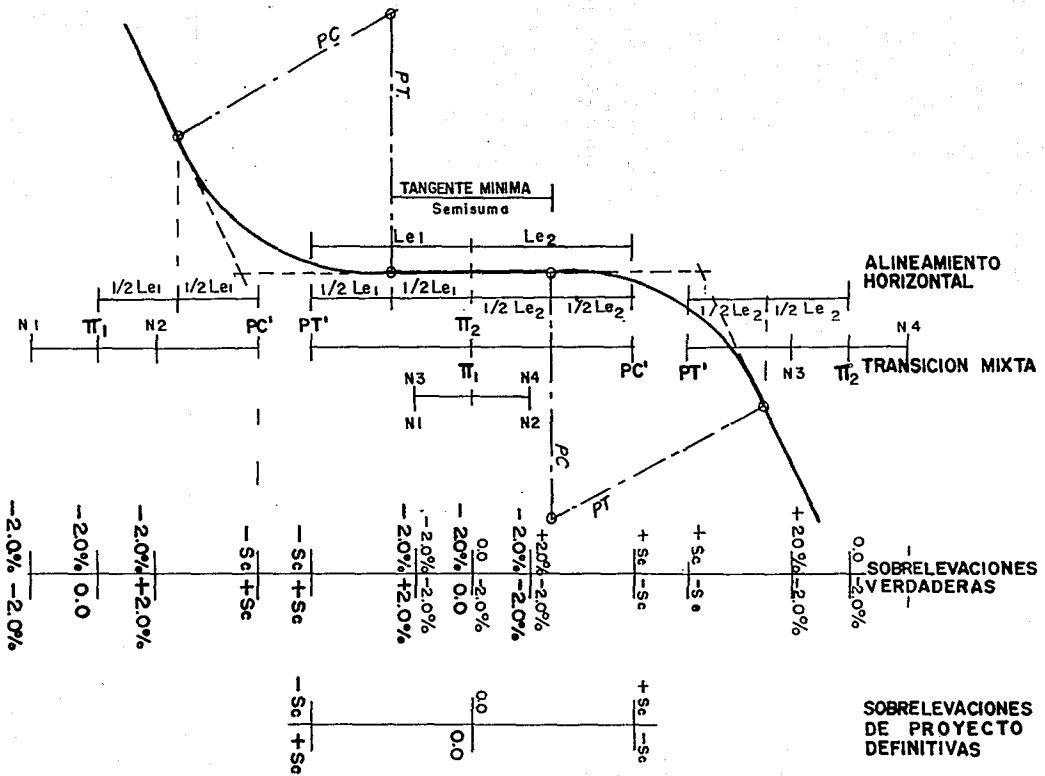 PC
PT.
TANGENTE MINIMA
Semisuma
Le1 Le2
ALINEAMIENTO
HORIZONTAL
1/2 Le1 1/2 Le1 1/2 Le1 1/2 Le1 1/2 Le2 1/2 Le2 1/2 Le2 1/2 Le2
N1 π1 N2 PC' PT' π2 PC' PT' N3 π2 N4
TRANSICION MIXTA
N3 π1 N4
N1 N2
PC
PT
-2.0% -2.0% -2.0% -Sc -Sc -2.0% -2.0% -2.0% 0.0 -2.0% +2.0% +Sc +Sc +2.0% 0.0
SOBRELEVACIONES
VERDADERAS
-2.0% 0.0 +2.0% +Sc +Sc +2.0% -2.0% 0.0 -2.0% -2.0% -2.0% -Sc -Sc -2.0% -2.0%
-Sc 0.0 +Sc
+Sc 0.0 -Sc
SOBRELEVACIONES
DE PROYECTO
DEFINITIVAS